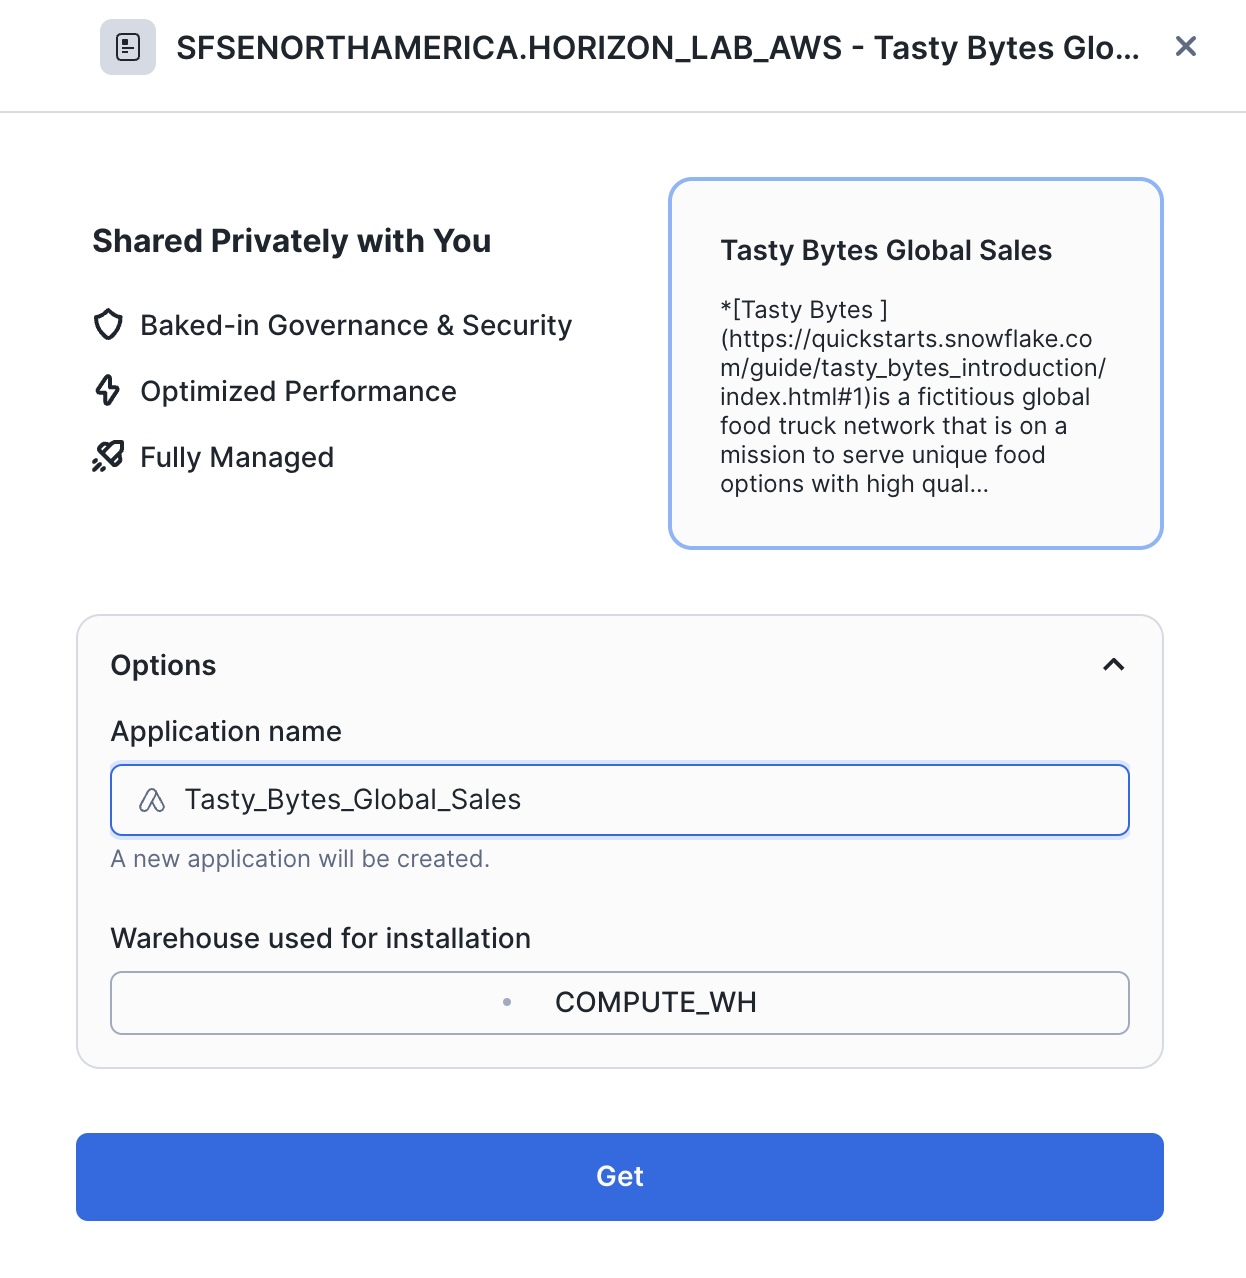 SFSENORTHAMERICA.HORIZON_LAB_AWS - Tasty Bytes Glo...
Shared Privately with You
Baked-in Governance & Security
Optimized Performance
Fully Managed
Tasty Bytes Global Sales
*[Tasty Bytes ]
(https://quickstarts.snowflake.co
m/guide/tasty_bytes_introduction/
index.html#1)is a fictitious global
food truck network that is on a
mission to serve unique food
options with high qual...
Options
Application name
Tasty_Bytes_Global_Sales
A new application will be created.
Warehouse used for installation
COMPUTE_WH
Get